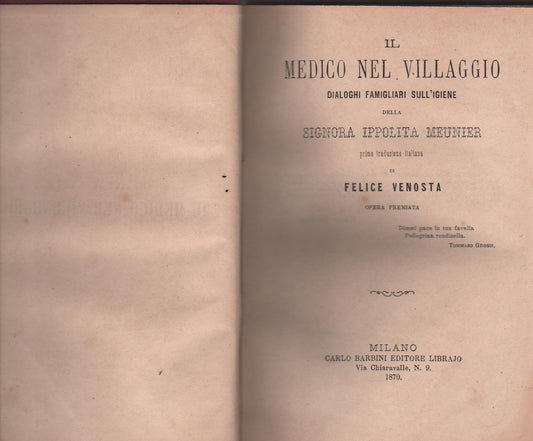 IL
MEDICO NEL VILLAGGIO
DIALOGHI FAMIGLIARI SULL'IGIENE
DELLA
SIGNORA IPPOLITA MEUNIER
prima traduzione italiana
DI
FELICE VENOSTA
OPERA PREMIATA
Dimmi pace in tua favella
Pellegrina rondinella.
TOMMASO GROSSI.
MILANO
CARLO BARBINI EDITORE LIBRAJO
Via Chiaravalle, N. 9.
1870.